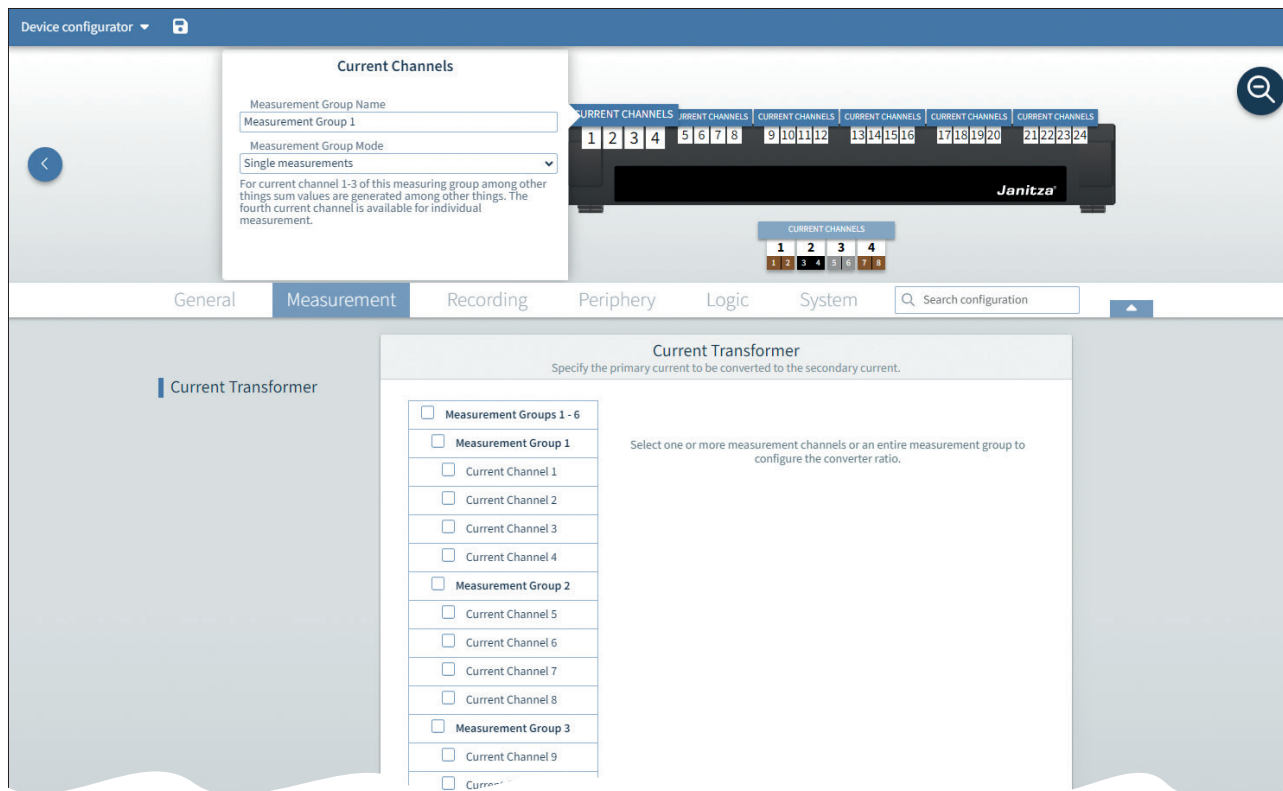 Device configurator
Current Channels
Measurement Group Name
Measurement Group 1
Measurement Group Mode
Single measurements
For current channel 1-3 of this measuring group among other
things sum values are generated among other things. The
fourth current channel is available for individual
measurement.
CURRENT CHANNELS
1 2 3 4
CURRENT CHANNELS CURRENT CHANNELS CURRENT CHANNELS CURRENT CHANNELS
5 6 7 8 9 10 11 12 13 14 15 16 17 18 19 20 21 22 23 24
Janitza
CURRENT CHANNELS
1 2 3 4
1 2 3 4 5 6 7 8
General Measurement Recording Periphery Logic System Search configuration
Current Transformer
Current Transformer
Specify the primary current to be converted to the secondary current.
Measurement Groups 1 - 6
Measurement Group 1
Current Channel 1
Current Channel 2
Current Channel 3
Current Channel 4
Measurement Group 2
Current Channel 5
Current Channel 6
Current Channel 7
Current Channel 8
Measurement Group 3
Current Channel 9
Select one or more measurement channels or an entire measurement group to
configure the converter ratio.